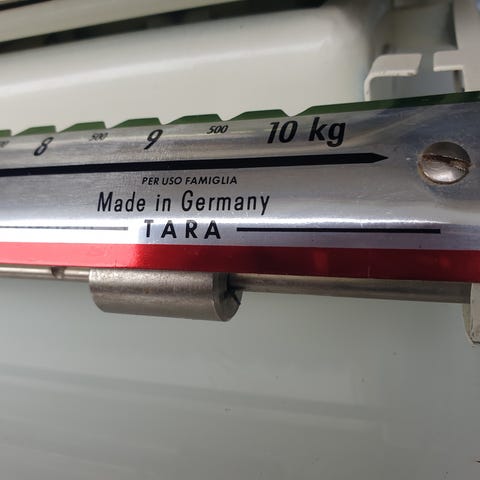 8 500 9 500 10 kg
PER USO FAMIGLIA
Made in Germany
TARA